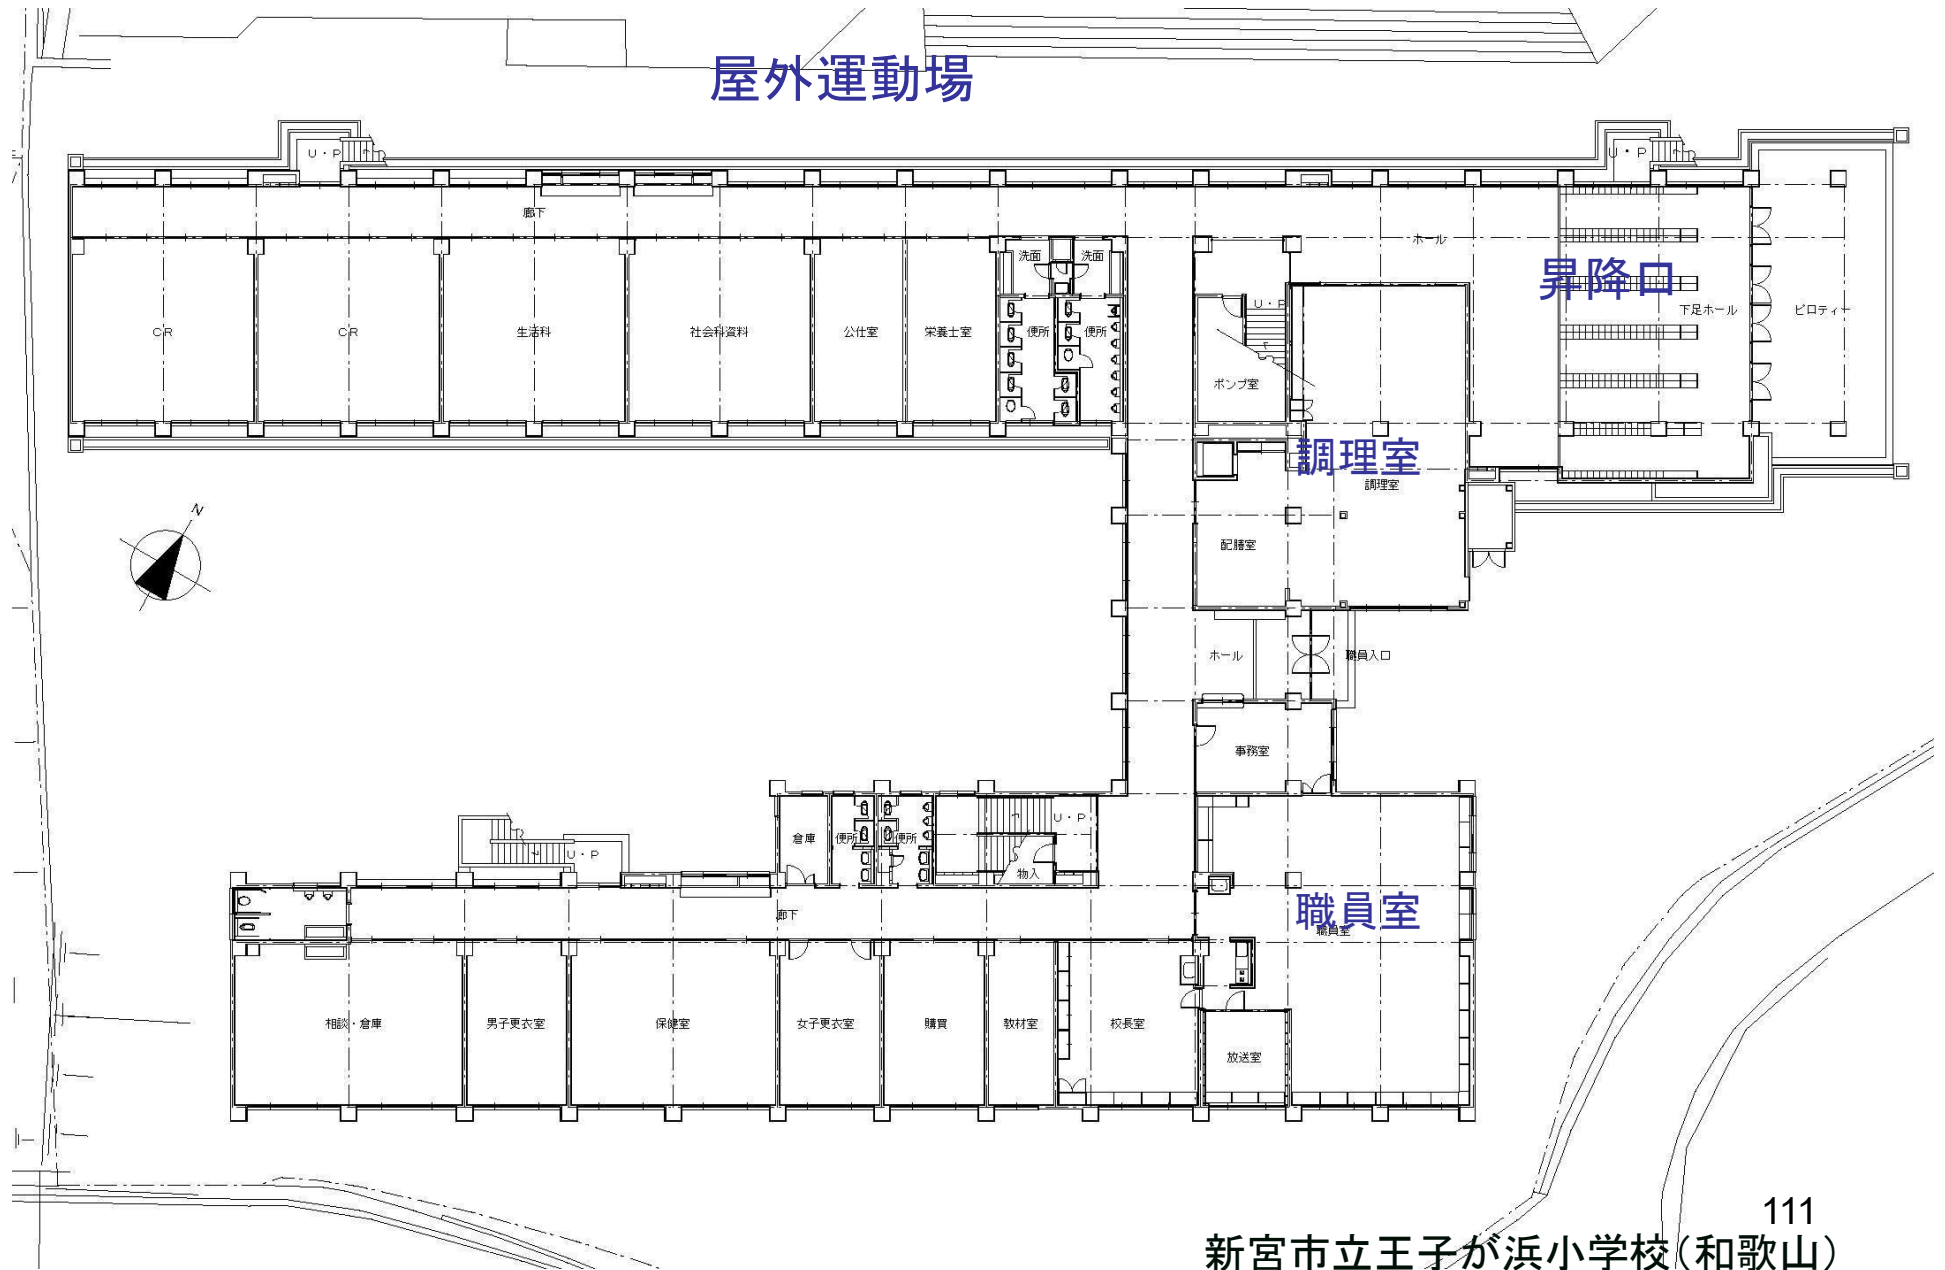 屋外運動場
U・P
U・P
廊下
ホール
洗面
洗面
昇降口
CR
CR
生活科
社会科資料
公仕室
栄養士室
便所
便所
U・P
下足ホール
ピロティー
ポンプ室
調理室
調理室
N
配膳室
ホール
職員入口
事務室
倉庫
便所
便所
U・P
U・P
物入
廊下
職員室
職員室
相談・倉庫
男子更衣室
保健室
女子更衣室
購買
教材室
校長室
放送室
111
新宮市立王子が浜小学校(和歌山)